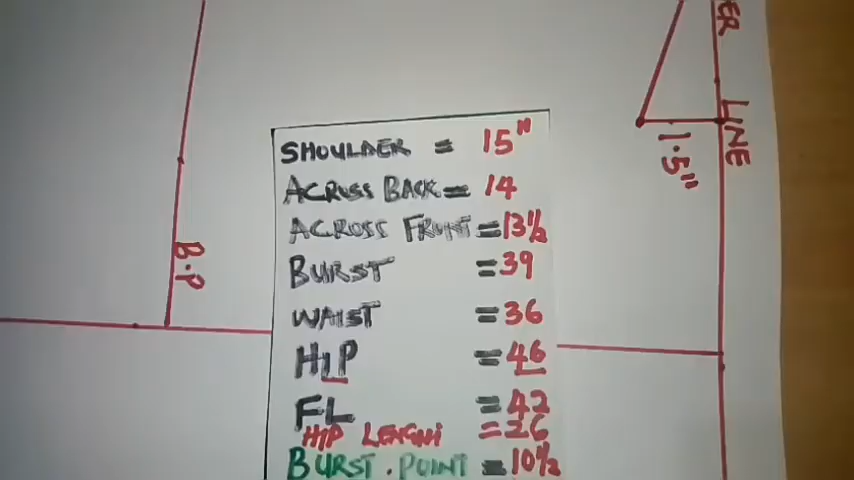 SHOULDER = 15"
ACROSS BACK = 14
ACROSS FRONT = 13½
BURST = 39
WAIST = 36
HIP = 46
FL = 42
HIP LENGHI = 26
BURST . POINT = 10½
B.P
LINE
1.5"